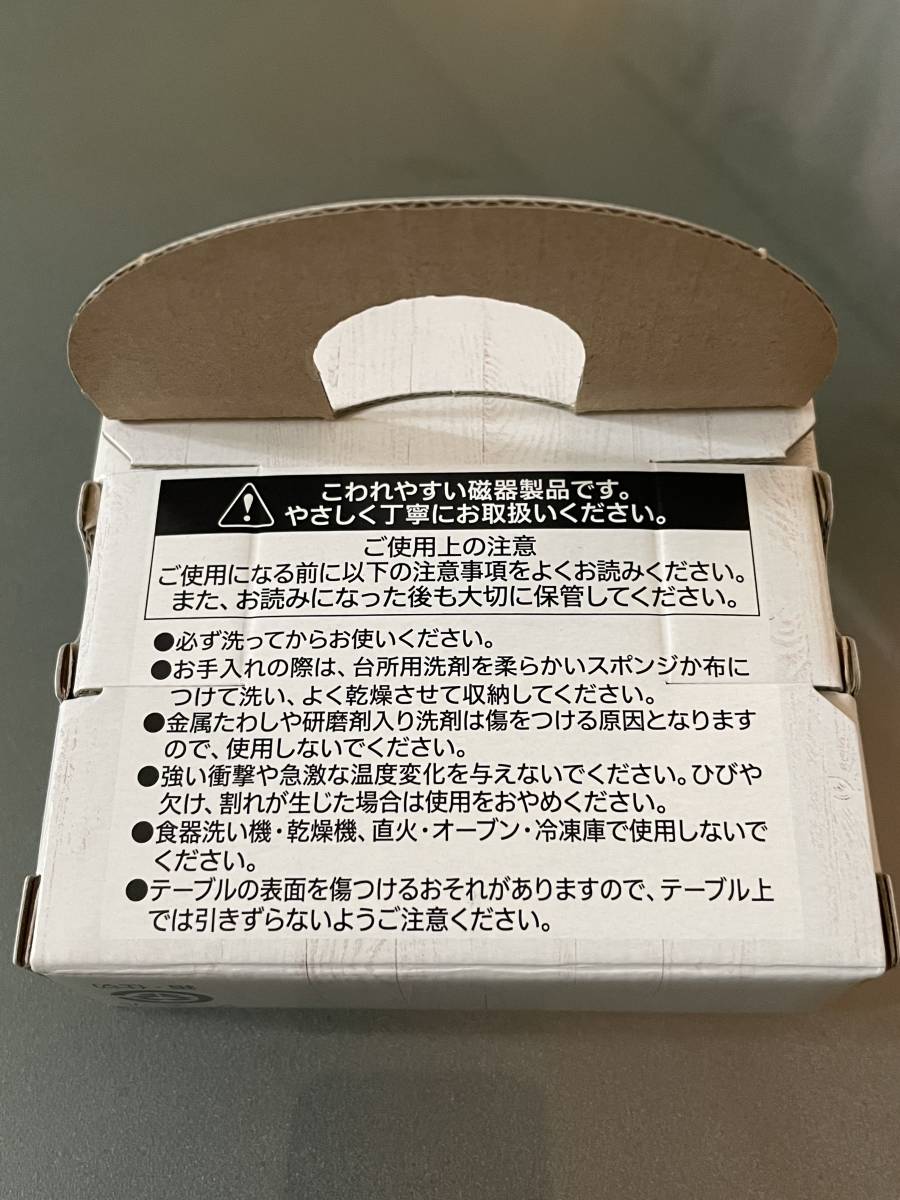 こわれやすい磁器製品です。
やさしく丁寧にお取扱いください。
ご使用上の注意
ご使用になる前に以下の注意事項をよくお読みください。
また、お読みになった後も大切に保管してください。
●必ず洗ってからお使いください。
●お手入れの際は、台所用洗剤を柔らかいスポンジか布に
つけて洗い、よく乾燥させて収納してください。
●金属たわしや研磨剤入り洗剤は傷をつける原因となります
ので、使用しないでください。
●強い衝撃や急激な温度変化を与えないでください。ひびや
欠け、割れが生じた場合は使用をおやめください。
●食器洗い機・乾燥機、直火・オーブン・冷凍庫で使用しないで
ください。
●テーブルの表面を傷つけるおそれがありますので、テーブル上
では引きずらないようご注意ください。